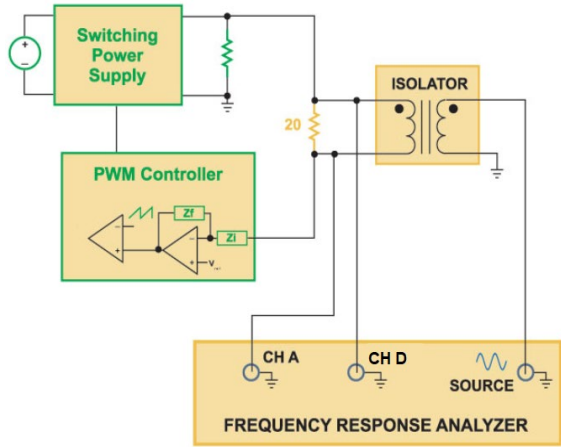 Switching
Power
Supply
ISOLATOR
20
PWM Controller
Zf
Zi
CH A
CH D
SOURCE
FREQUENCY RESPONSE ANALYZER